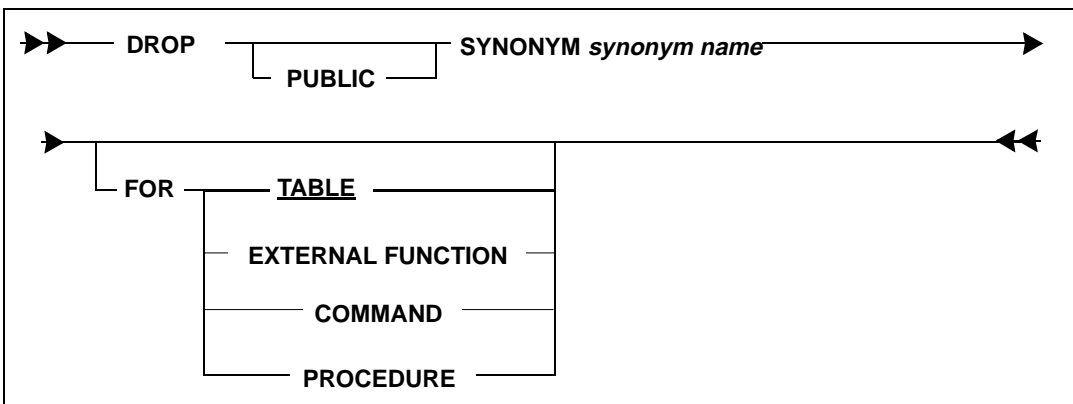 DROP SYNONYM synonym name
PUBLIC
FOR TABLE
EXTERNAL FUNCTION
COMMAND
PROCEDURE